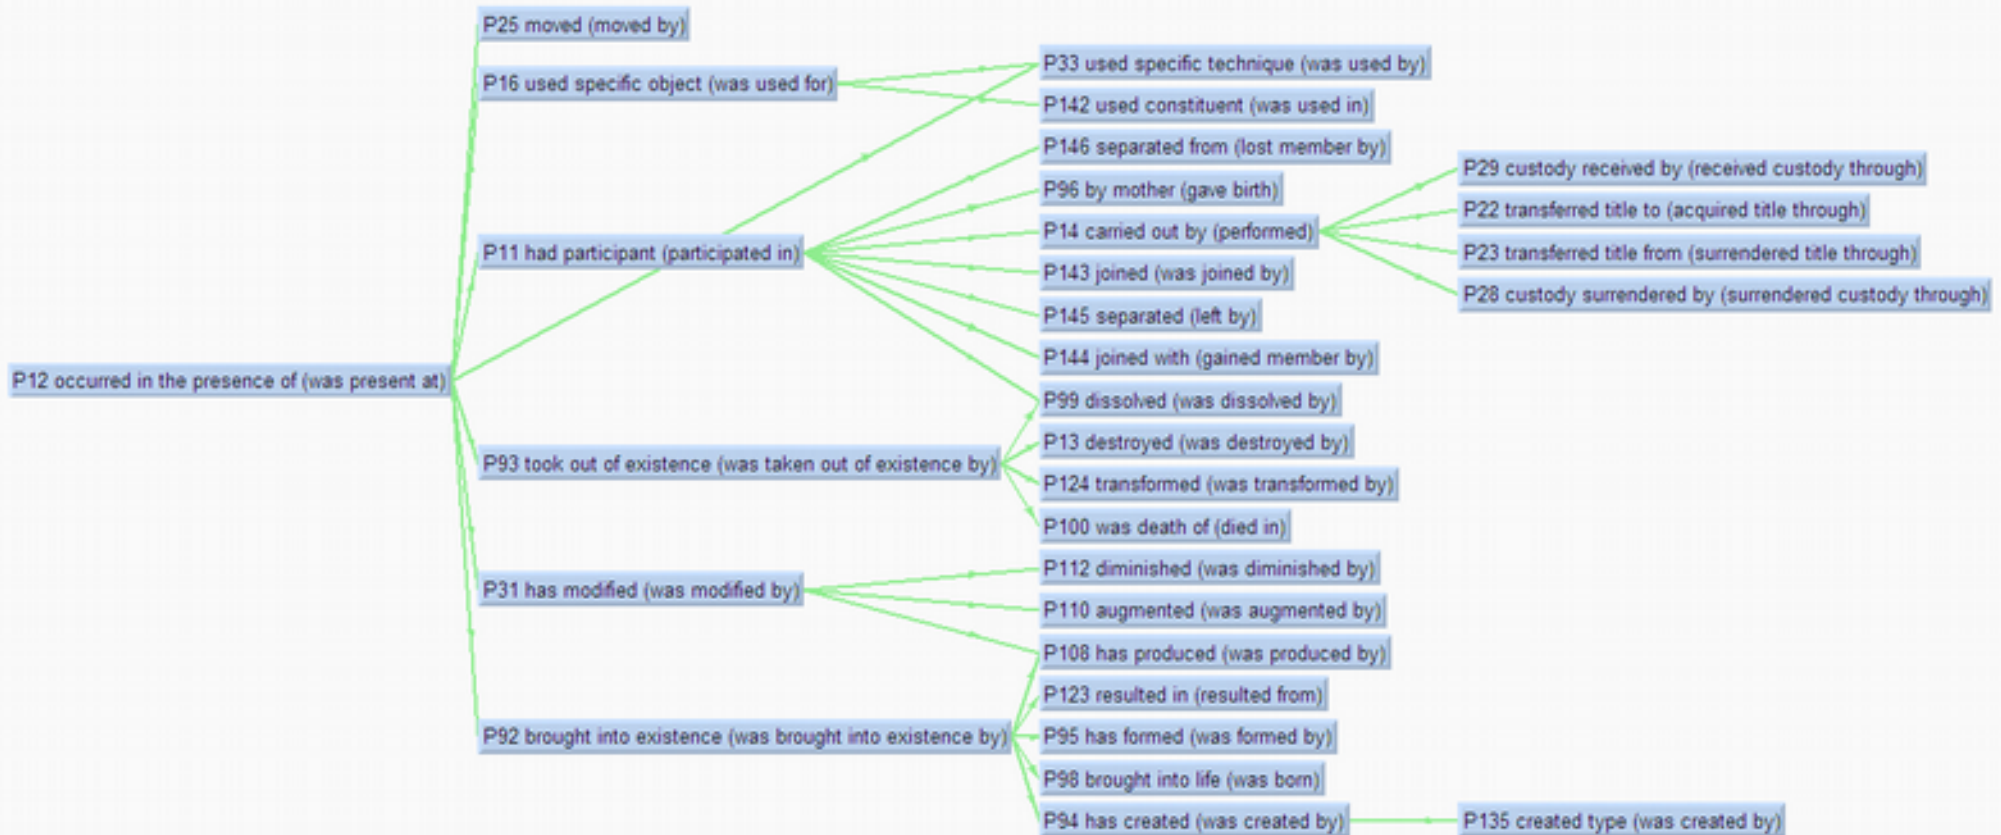 P25 moved (moved by)
P33 used specific technique (was used by)
P16 used specific object (was used for)
P142 used constituent (was used in)
P146 separated from (lost member by)
P29 custody received by (received custody through)
P96 by mother (gave birth)
P22 transferred title to (acquired title through)
P14 carried out by (performed)
P11 had participant (participated in)
P23 transferred title from (surrendered title through)
P143 joined (was joined by)
P28 custody surrendered by (surrendered custody through)
P145 separated (left by)
P144 joined with (gained member by)
P12 occurred in the presence of (was present at)
P99 dissolved (was dissolved by)
P13 destroyed (was destroyed by)
P93 took out of existence (was taken out of existence by)
P124 transformed (was transformed by)
P100 was death of (died in)
P112 diminished (was diminished by)
P31 has modified (was modified by)
P110 augmented (was augmented by)
P108 has produced (was produced by)
P123 resulted in (resulted from)
P92 brought into existence (was brought into existence by)
P95 has formed (was formed by)
P98 brought into life (was born)
P94 has created (was created by)
P135 created type (was created by)